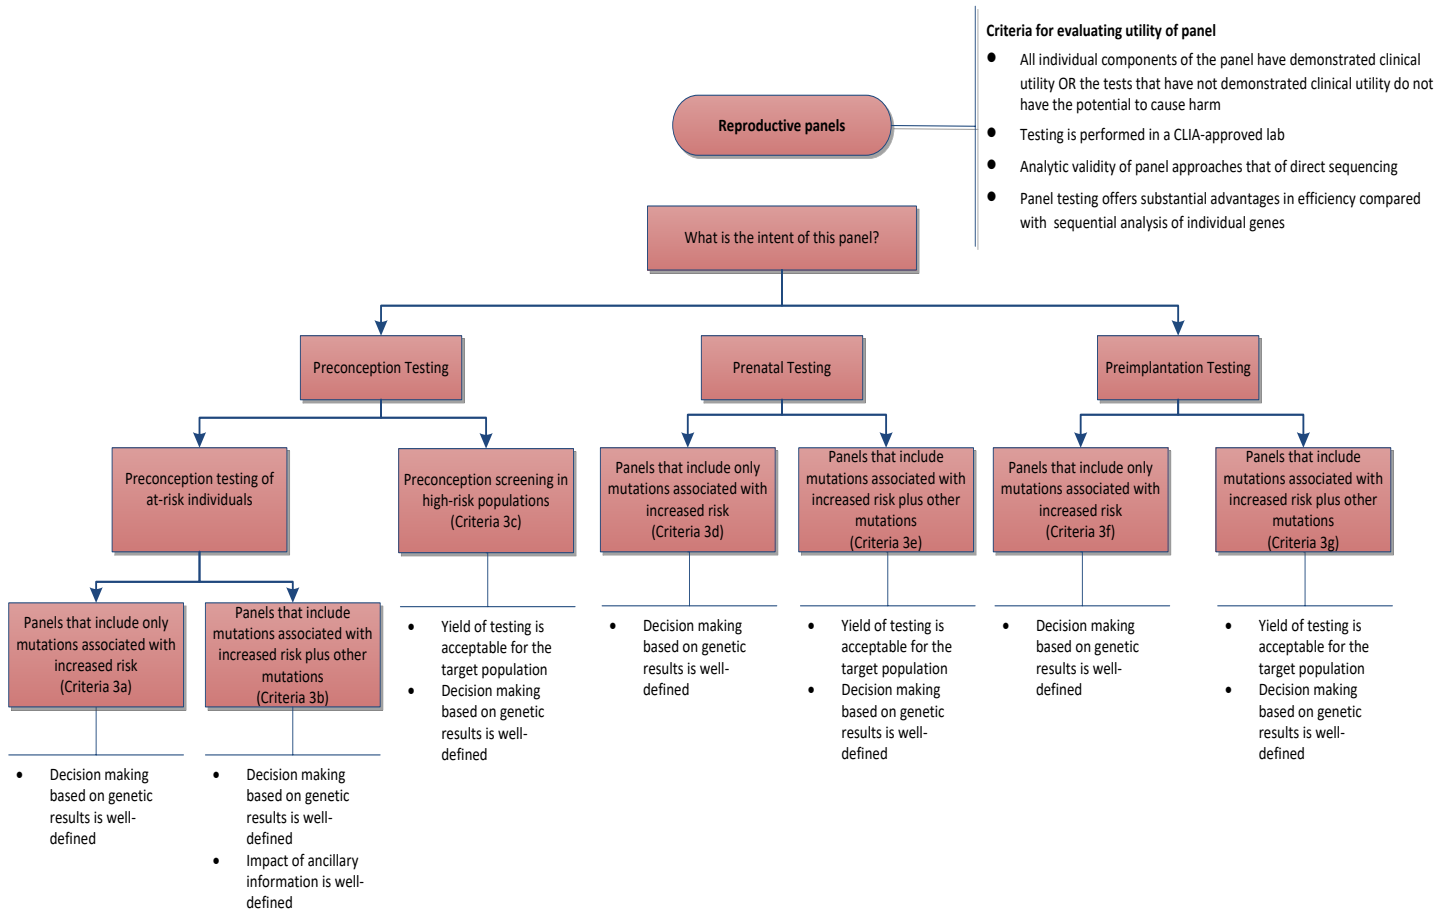 Criteria for evaluating utility of panel
● All individual components of the panel have demonstrated clinical
utility OR the tests that have not demonstrated clinical utility do not
have the potential to cause harm
● Testing is performed in a CLIA-approved lab
● Analytic validity of panel approaches that of direct sequencing
● Panel testing offers substantial advantages in efficiency compared
with sequential analysis of individual genes
Reproductive panels
What is the intent of this panel?
Preconception Testing
Prenatal Testing
Preimplantation Testing
Preconception testing of
at-risk individuals
Preconception screening in
high-risk populations
(Criteria 3c)
Panels that include only
mutations associated with
increased risk
(Criteria 3d)
Panels that include
mutations associated with
increased risk plus other
mutations
(Criteria 3e)
Panels that include only
mutations associated with
increased risk
(Criteria 3f)
Panels that include
mutations associated with
increased risk plus other
mutations
(Criteria 3g)
Panels that include only
mutations associated with
increased risk
(Criteria 3a)
Panels that include
mutations associated with
increased risk plus other
mutations
(Criteria 3b)
• Yield of testing is
acceptable for the
target population
• Decision making
based on genetic
results is well-
defined
• Decision making
based on genetic
results is well-
defined
• Yield of testing is
acceptable for the
target population
• Decision making
based on genetic
results is well-
defined
• Decision making
based on genetic
results is well-
defined
• Yield of testing is
acceptable for the
target population
• Decision making
based on genetic
results is well-
defined
• Decision making
based on genetic
results is well-
defined
• Decision making
based on genetic
results is well-
defined
• Impact of ancillary
information is well-
defined